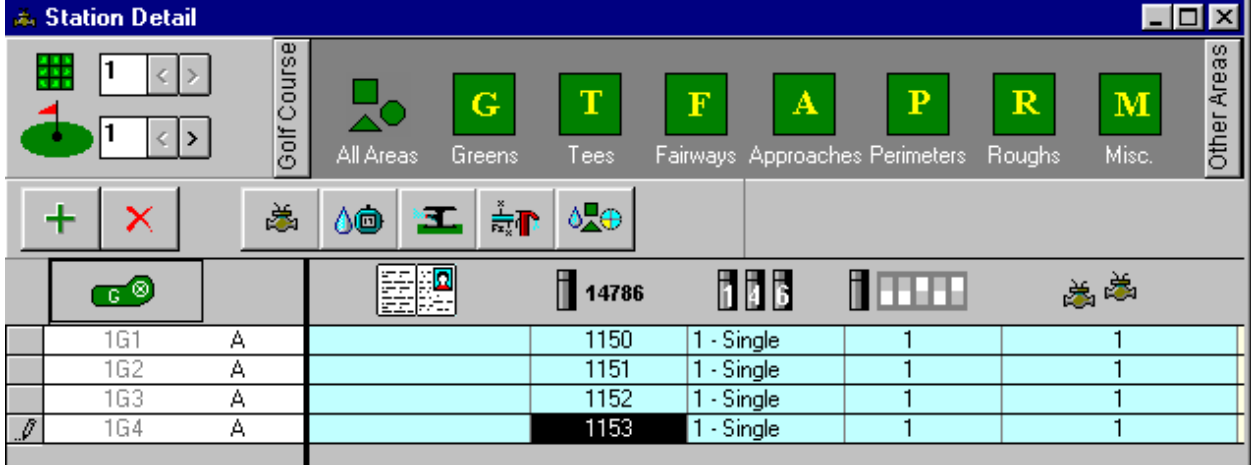 Station Detail
1 < >
1 < >
Golf Course
G T F A P R M
All Areas Greens Tees Fairways Approaches Perimeters Roughs Misc.
Other Areas
G 14786 1 4 6
1G1 A 1150 1 - Single 1 1
1G2 A 1151 1 - Single 1 1
1G3 A 1152 1 - Single 1 1
1G4 A 1153 1 - Single 1 1